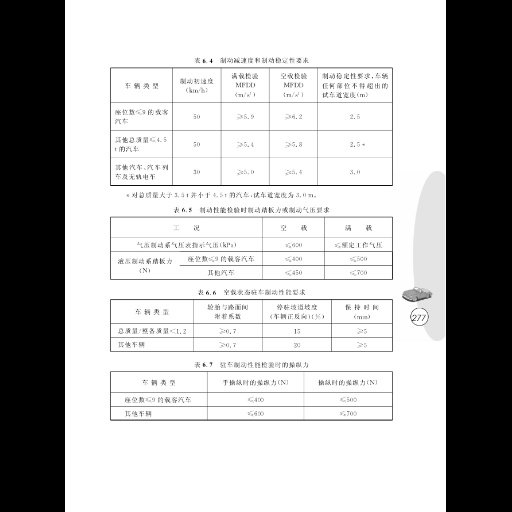 表 6.4 制动减速度和制动稳定性要求
车辆类型 制动初速度 (km/h) 满载检验 MFDD (m/s²) 空载检验 MFDD (m/s²) 制动稳定性要求,车辆任何部位不得超出的试车道宽度(m)
座位数≤9 的载客汽车 50 ≥5.9 ≥6.2 2.5
其他总质量≤4.5 t 的汽车 50 ≥5.4 ≥5.8 2.5*
其他汽车、汽车列车及无轨电车 30 ≥5.0 ≥5.4 3.0
*对总质量大于 3.5 t 并小于 4.5 t 的汽车,试车道宽度为 3.0 m。
表 6.5 制动性能检验时制动踏板力或制动气压要求
工况 空载 满载
气压制动系气压表指示气压(kPa) ≤600 ≤额定工作气压
液压制动系踏板力(N) 座位数≤9 的载客汽车 ≤400 ≤500
其他汽车 ≤450 ≤700
表 6.6 空载状态驻车制动性能要求
车辆类型 轮胎与路面间附着系数 停驻坡道坡度(车辆正反向)(%) 保持时间(min)
总质量/整备质量<1.2 ≥0.7 15 ≥5
其他车辆 ≥0.7 20 ≥5
表 6.7 驻车制动性能检验时的操纵力
车辆类型 手操纵时的操纵力(N) 脚操纵时的操纵力(N)
座位数≤9 的载客汽车 ≤400 ≤500
其他车辆 ≤600 ≤700
277